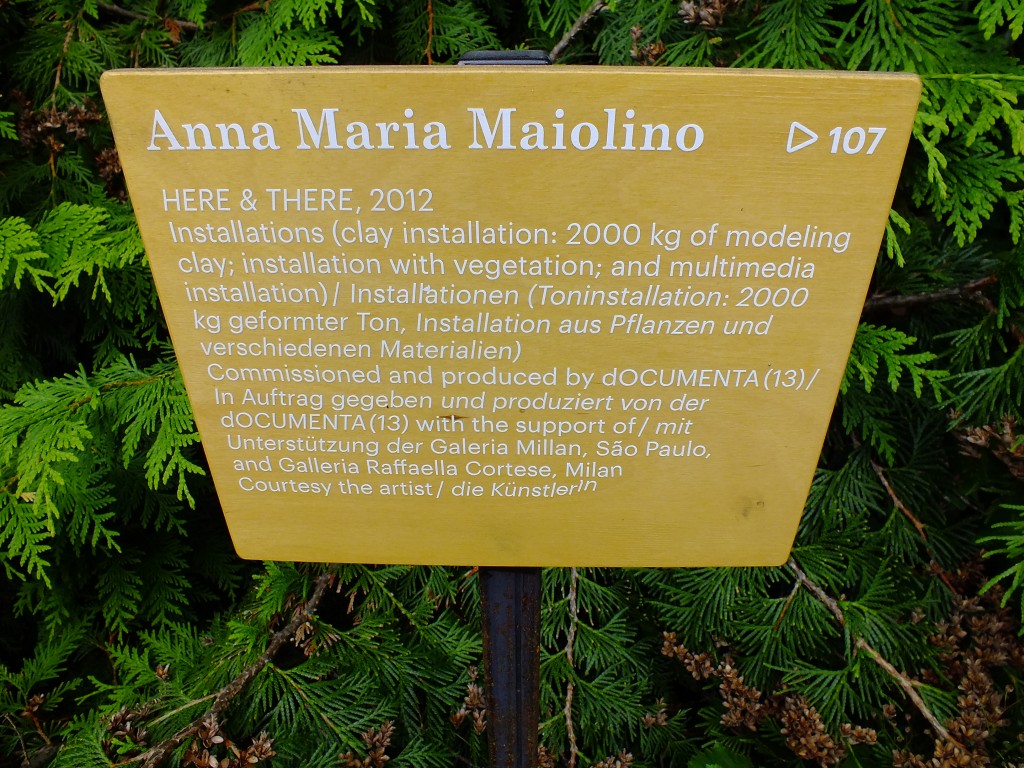 Anna Maria Maiolino ▷ 107
HERE & THERE, 2012
Installations (clay installation: 2000 kg of modeling
clay; installation with vegetation; and multimedia
installation) / Installationen (Toninstallation: 2000
kg geformter Ton, Installation aus Pflanzen und
verschiedenen Materialien)
Commissioned and produced by dOCUMENTA (13) /
In Auftrag gegeben und produziert von der
dOCUMENTA (13) with the support of / mit
Unterstützung der Galeria Millan, São Paulo,
and Galleria Raffaella Cortese, Milan
Courtesy the artist / die KünstlerIn